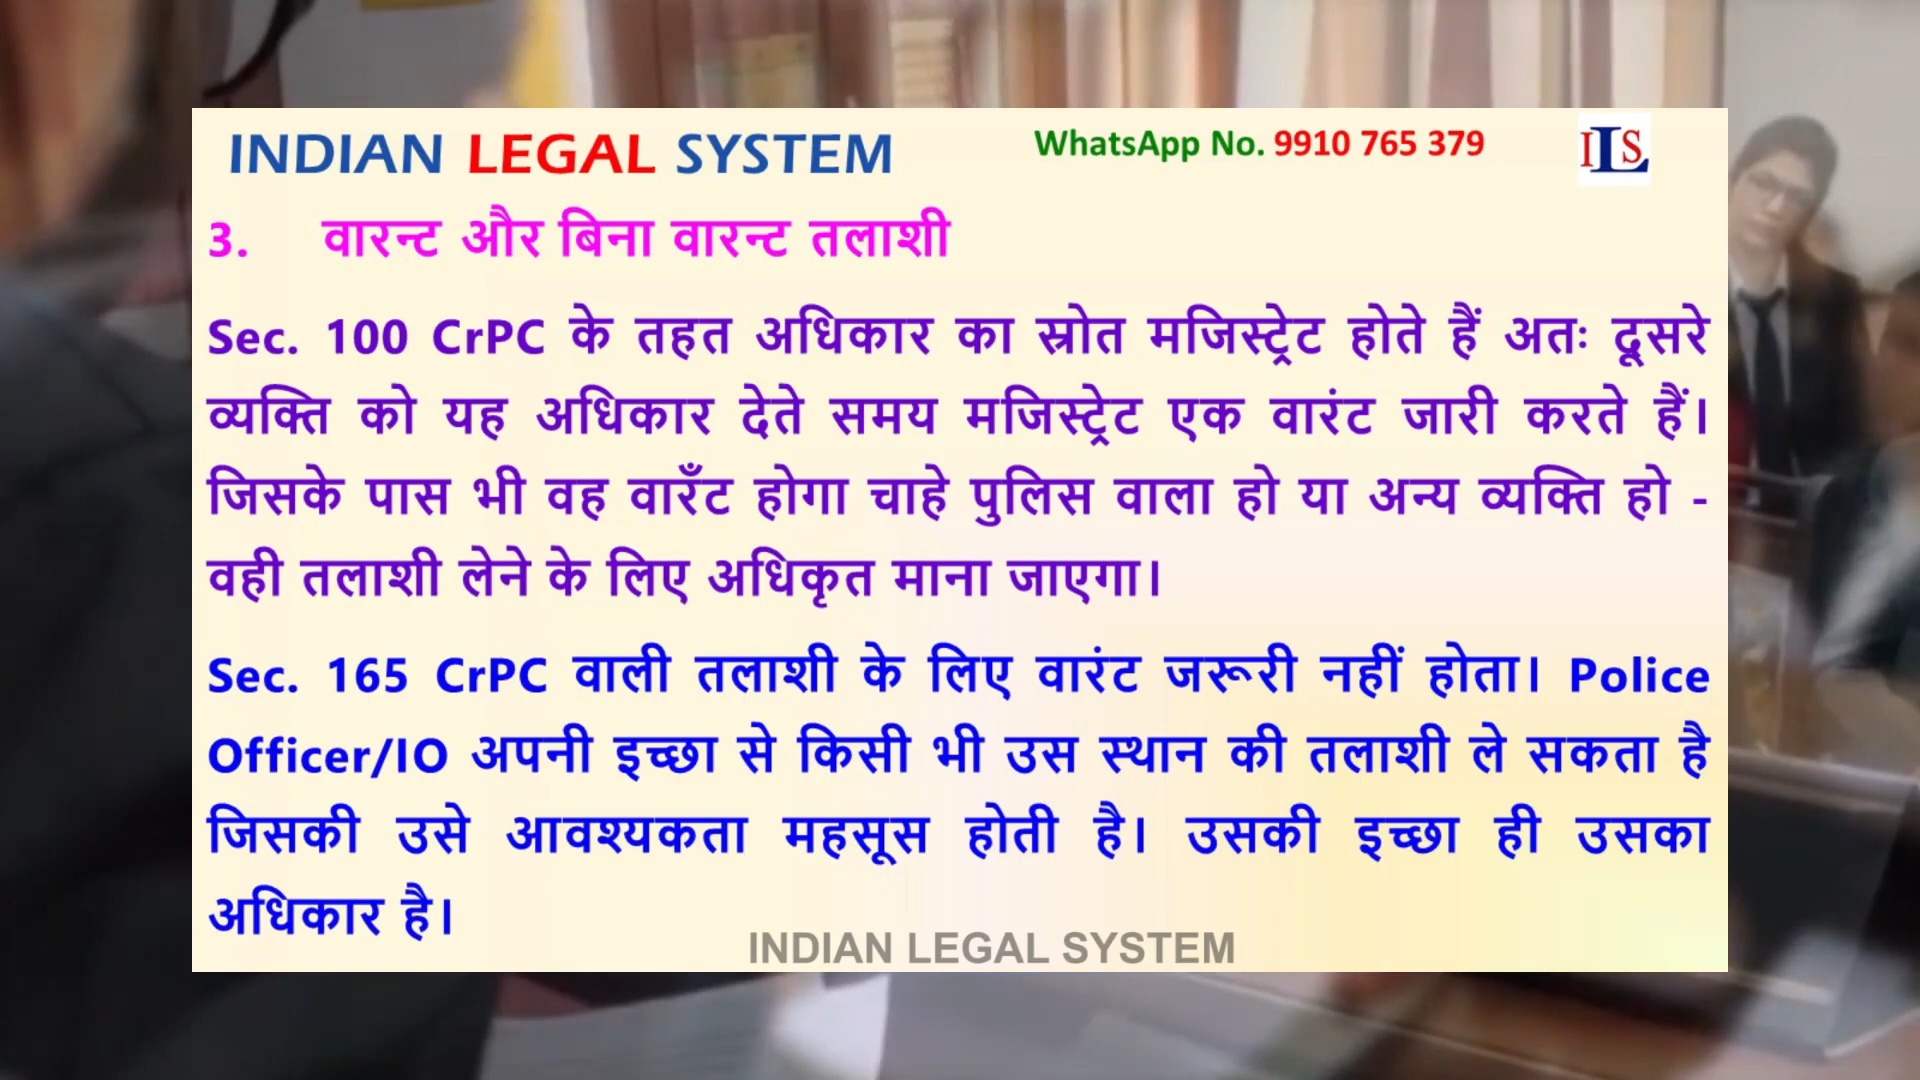 INDIAN LEGAL SYSTEM
WhatsApp No. 9910 765 379
ILS
3. वारन्ट और बिना वारन्ट तलाशी
Sec. 100 CrPC के तहत अधिकार का स्रोत मजिस्ट्रेट होते हैं अतः दूसरे
व्यक्ति को यह अधिकार देते समय मजिस्ट्रेट एक वारंट जारी करते हैं।
जिसके पास भी वह वारँट होगा चाहे पुलिस वाला हो या अन्य व्यक्ति हो -
वही तलाशी लेने के लिए अधिकृत माना जाएगा।
Sec. 165 CrPC वाली तलाशी के लिए वारंट जरूरी नहीं होता। Police
Officer/IO अपनी इच्छा से किसी भी उस स्थान की तलाशी ले सकता है
जिसकी उसे आवश्यकता महसूस होती है। उसकी इच्छा ही उसका
अधिकार है।
INDIAN LEGAL SYSTEM